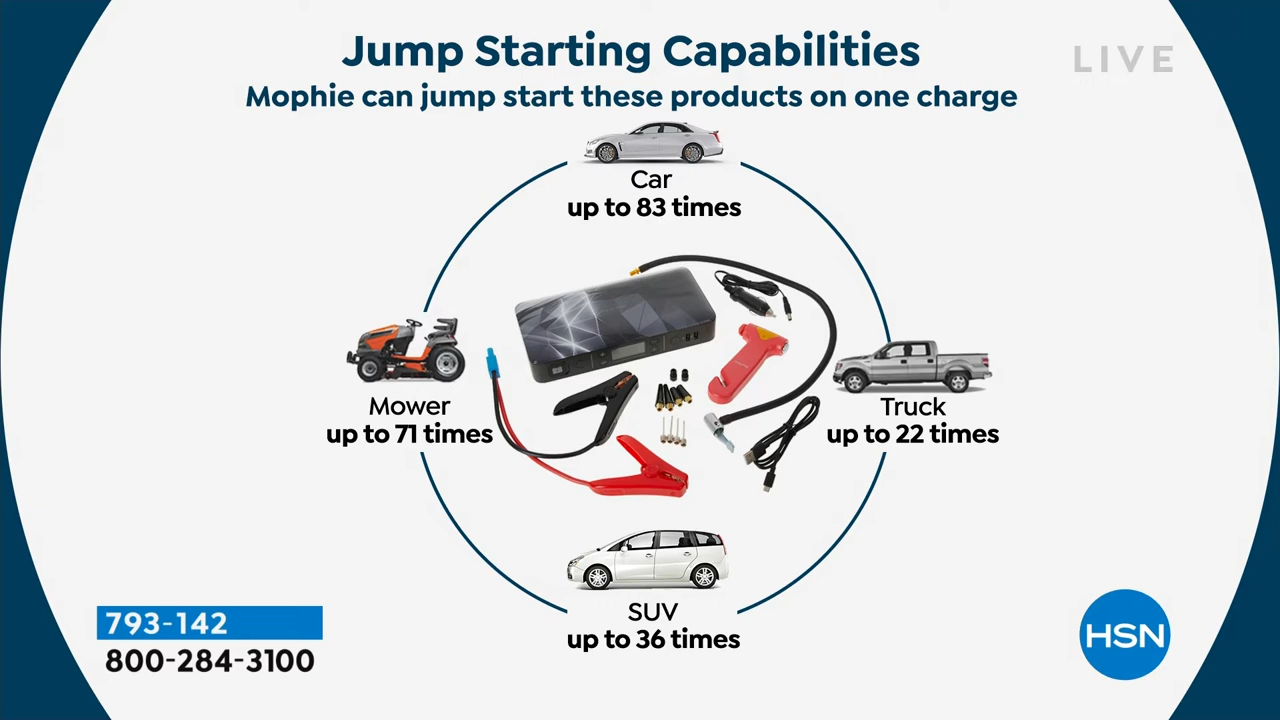 Jump Starting Capabilities
LIVE
Mophie can jump start these products on one charge
Car
up to 83 times
Mower
up to 71 times
Truck
up to 22 times
SUV
up to 36 times
793-142
800-284-3100
HSN